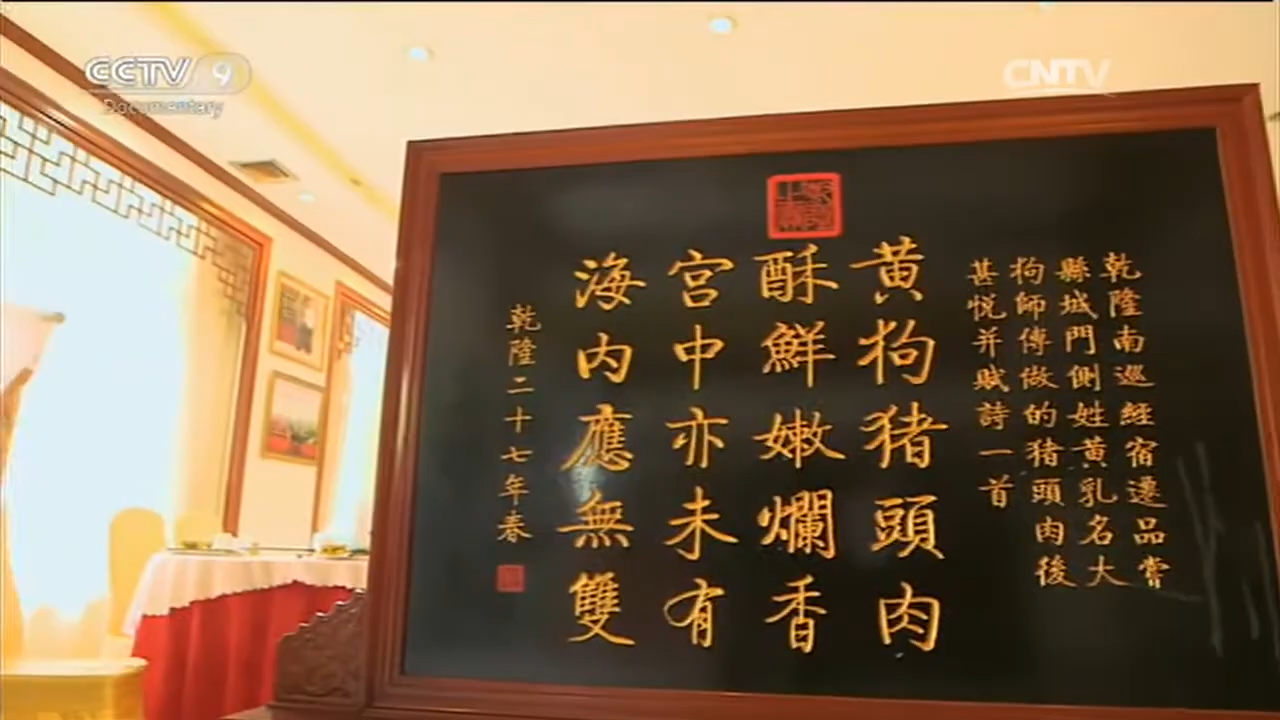 CCTV 9
Documentary
CNTV
乾隆南巡經宿遷品嘗
縣城門側姓黄乳名大
狗師傅做的猪頭肉後
甚悦并賦詩一首
黄狗猪頭肉
酥鮮嫩爛香
宫中亦未有
海内應無雙
乾隆二十七年春